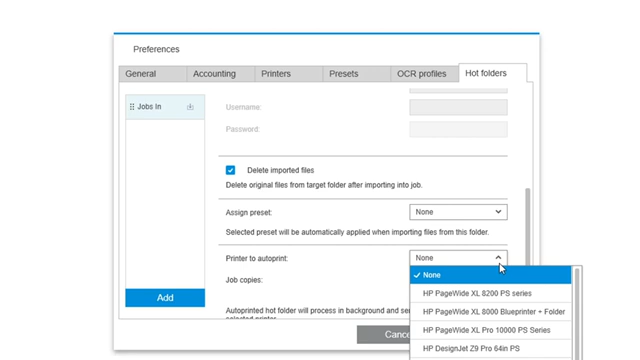 Preferences
General
Accounting
Printers
Presets
OCR profiles
Hot folders
Jobs In
Username:
Password:
Delete imported files
Delete original files from target folder after importing into job.
Assign preset:
None
Selected preset will be automatically applied when importing files from this folder.
Printer to autoprint:
None
Job copies:
None
HP PageWide XL 8200 PS series
Add
Autoprinted hot folder will process in background and
HP PageWide XL 8000 Blueprinter + Folder
HP PageWide XL Pro 10000 PS Series
HP DesignJet Z9 Pro 64in PS